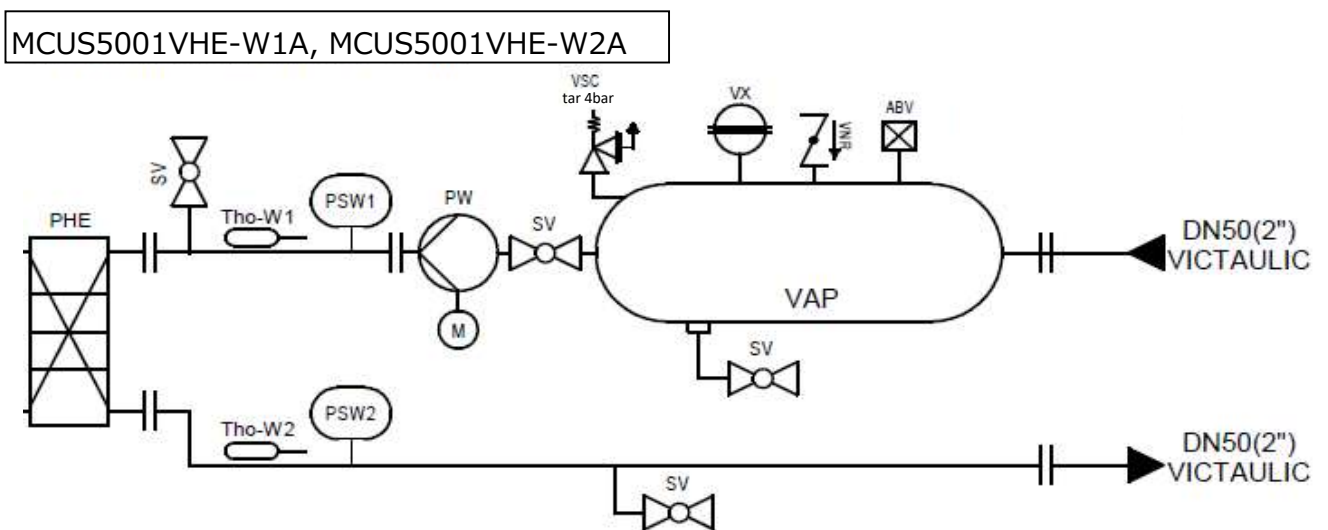 MCUS5001VHE-W1A, MCUS5001VHE-W2A
VSC
tar 4bar
VX
VNR
ABV
SV
PHE
Tho-W1
PSW1
PW
SV
M
VAP
DN50(2")
VICTAULIC
SV
Tho-W2
PSW2
SV
DN50(2")
VICTAULIC